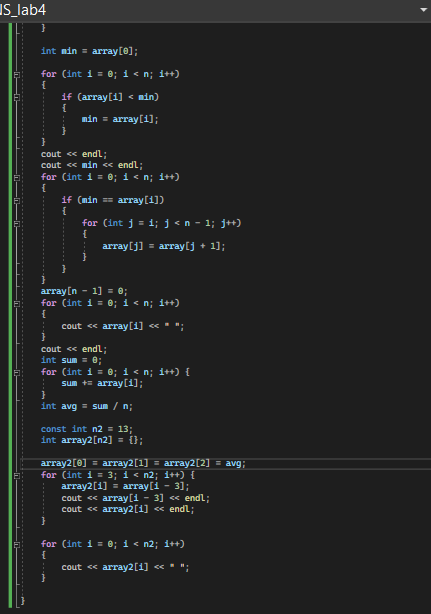 NS_lab4
}
int min = array[0];
for (int i = 0; i < n; i++)
{
if (array[i] < min)
{
min = array[i];
}
}
cout << endl;
cout << min << endl;
for (int i = 0; i < n; i++)
{
if (min == array[i])
{
for (int j = i; j < n - 1; j++)
{
array[j] = array[j + 1];
}
}
}
array[n - 1] = 0;
for (int i = 0; i < n; i++)
{
cout << array[i] << " ";
}
cout << endl;
int sum = 0;
for (int i = 0; i < n; i++) {
sum += array[i];
}
int avg = sum / n;
const int n2 = 13;
int array2[n2] = {};
array2[0] = array2[1] = array2[2] = avg;
for (int i = 3; i < n2; i++) {
array2[i] = array[i - 3];
cout << array[i - 3] << endl;
cout << array2[i] << endl;
}
for (int i = 0; i < n2; i++)
{
cout << array2[i] << " ";
}
}